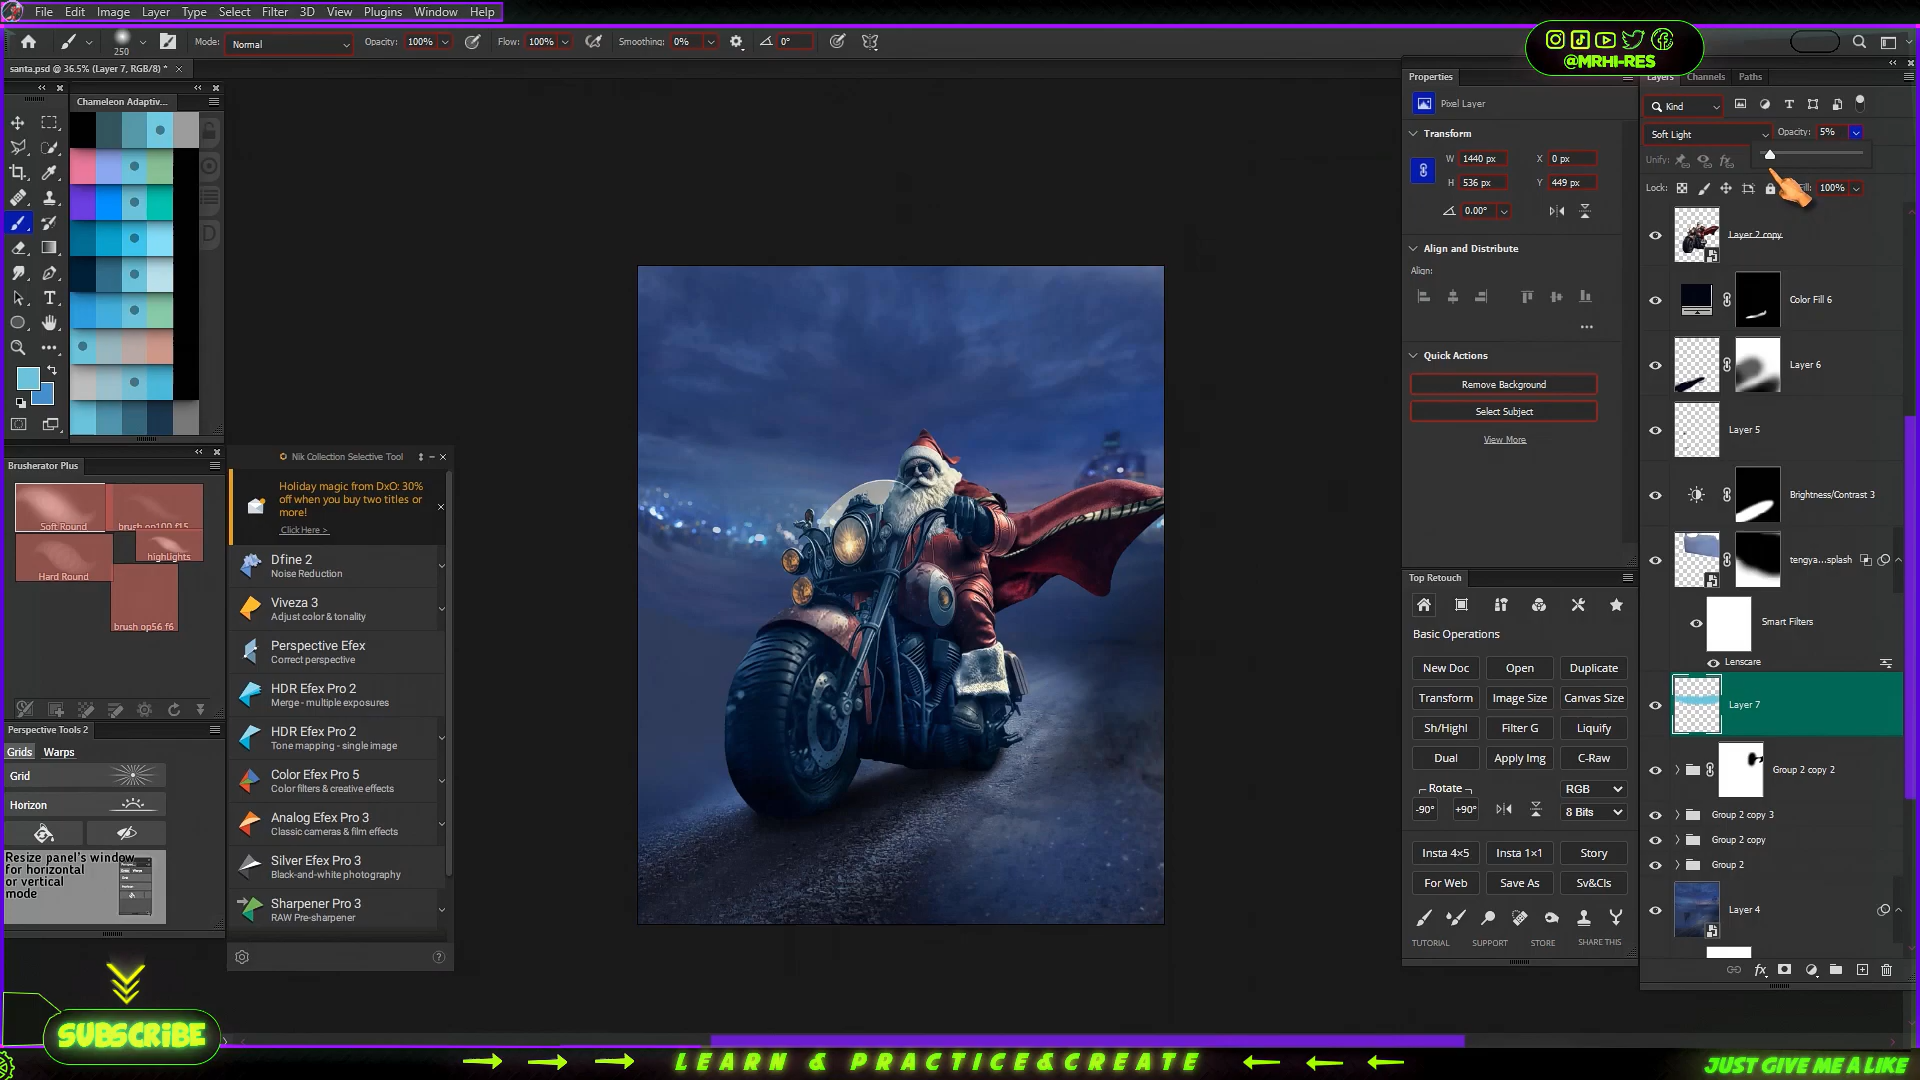 File Edit Image Layer Type Select Filter 3D View Plugins Window Help
250 Mode: Normal Opacity: 100% Flow: 100% Smoothing: 0% 0°
@MRHI-RES
santa.psd @ 36.5% (Layer 7, RGB/8) * ×
Chameleon Adaptiv...
D
Brusherator Plus
Soft Round
brush op100 f15
Hard Round
highlights
brush op56 f6
Perspective Tools 2
Grids Warps
Grid
Horizon
Resize panel's window
for horizontal
or vertical
mode
SUBSCRIBE
Nik Collection Selective Tool
Holiday magic from DxO: 30%
off when you buy two titles or
more!
Click Here >
Dfine 2
Noise Reduction
Viveza 3
Adjust color & tonality
Perspective Efex
Correct perspective
HDR Efex Pro 2
Merge - multiple exposures
HDR Efex Pro 2
Tone mapping - single image
Color Efex Pro 5
Color filters & creative effects
Analog Efex Pro 3
Classic cameras & film effects
Silver Efex Pro 3
Black-and-white photography
Sharpener Pro 3
RAW Pre-sharpener
Properties
Pixel Layer
Transform
W 1440 px X 0 px
H 536 px Y 449 px
0.00°
Align and Distribute
Align:
Quick Actions
Remove Background
Select Subject
View More
Top Retouch
Basic Operations
New Doc Open Duplicate
Transform Image Size Canvas Size
Sh/Highl Filter G Liquify
Dual Apply Img C-Raw
Rotate RGB
-90° +90° 8 Bits
Insta 4×5 Insta 1×1 Story
For Web Save As Sv&Cls
TUTORIAL SUPPORT STORE SHARE THIS
Layers Channels Paths
Kind
Soft Light Opacity: 5%
Unify:
Lock: Fill: 100%
Layer 2 copy
Color Fill 6
Layer 6
Layer 5
Brightness/Contrast 3
tengya...splash
Smart Filters
Lenscare
Layer 7
Group 2 copy 2
Group 2 copy 3
Group 2 copy
Group 2
Layer 4
fx
LEARN & PRACTICE&CREATE
JUST GIVE ME A LIKE